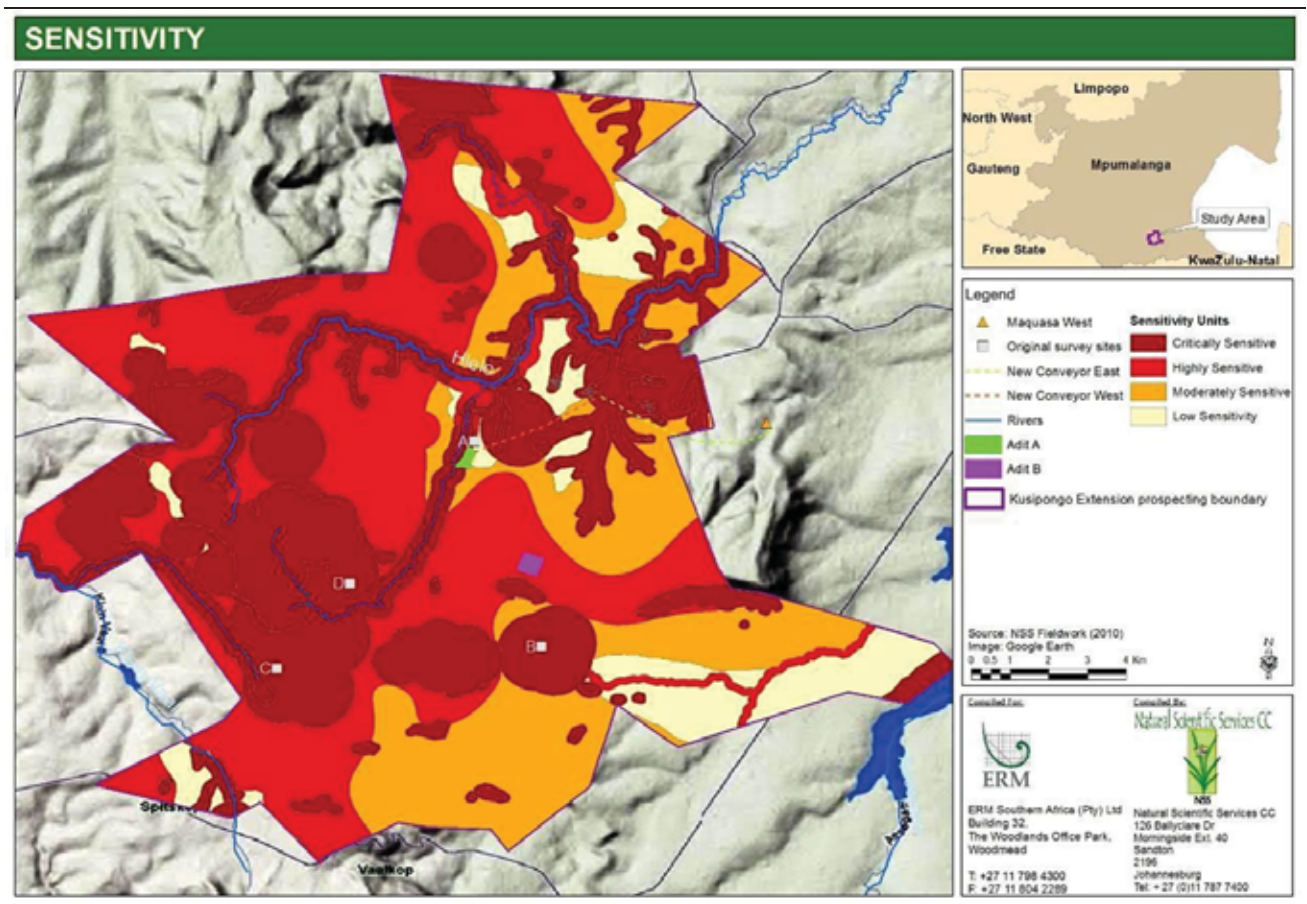 SENSITIVITY
Hlelo
A
D
C
B
Vaalkop
Limpopo
North West
Mpumalanga
Gauteng
Study Area
Free State
KwaZulu-Natal
Legend
Maquasa West
Original survey sites
New Conveyor East
New Conveyor West
Rivers
Adit A
Adit B
Kusipongo Extension prospecting boundary
Sensitivity Units
Critically Sensitive
Highly Sensitive
Moderately Sensitive
Low Sensitivity
Source: NSS Fieldwork (2010)
Image: Google Earth
0 0.5 1 2 3 4 Km
N
Compiled For:
ERM
ERM Southern Africa (Pty) Ltd
Building 32,
The Woodlands Office Park,
Woodmead
T: +27 11 798 4300
F: +27 11 804 2289
Compiled By:
Natural Scientific Services CC
NSS
Natural Scientific Services CC
126 Ballyclare Dr
Morningside Ext. 40
Sandton
2196
Johannesburg
Tel: + 27 (0)11 787 7400